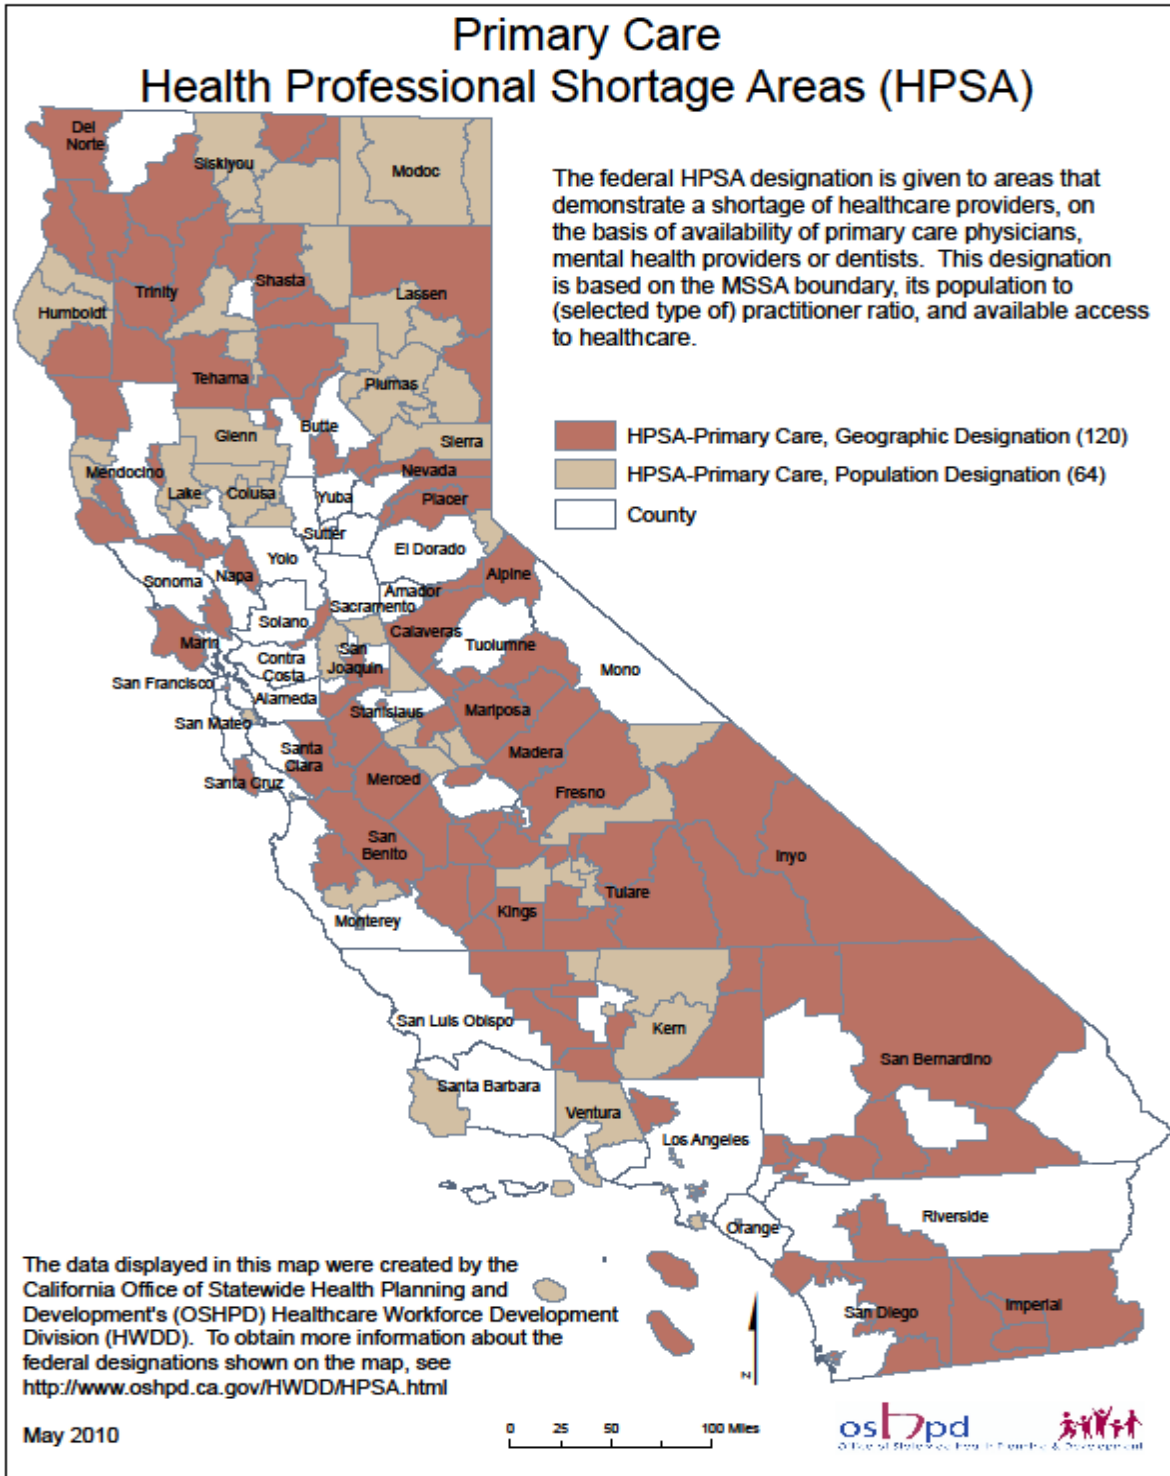 Primary Care
Health Professional Shortage Areas (HPSA)
The federal HPSA designation is given to areas that
demonstrate a shortage of healthcare providers, on
the basis of availability of primary care physicians,
mental health providers or dentists. This designation
is based on the MSSA boundary, its population to
(selected type of) practitioner ratio, and available access
to healthcare.
HPSA-Primary Care, Geographic Designation (120)
HPSA-Primary Care, Population Designation (64)
County
Del
Norte
Siskiyou
Modoc
Shasta
Trinity
Lassen
Humboldt
Tehama
Plumas
Butte
Glenn
Sierra
Mendocino
Nevada
Lake
Colusa
Yuba
Placer
Sutter
El Dorado
Yolo
Sonoma
Napa
Alpine
Amador
Sacramento
Solano
Calaveras
Marin
Tuolumne
San
Joaquin
Contra
Costa
Mono
San Francisco
Alameda
Stanislaus
Mariposa
San Mateo
Santa
Clara
Madera
Merced
Santa Cruz
Fresno
San
Benito
Inyo
Tulare
Kings
Monterey
San Luis Obispo
Kern
San Bernardino
Santa Barbara
Ventura
Los Angeles
Riverside
Orange
San Diego
Imperial
The data displayed in this map were created by the
California Office of Statewide Health Planning and
Development's (OSHPD) Healthcare Workforce Development
Division (HWDD). To obtain more information about the
federal designations shown on the map, see
http://www.oshpd.ca.gov/HWDD/HPSA.html
May 2010
N
0 25 50 100 Miles
oshpd
Office of Statewide Health Planning & Development